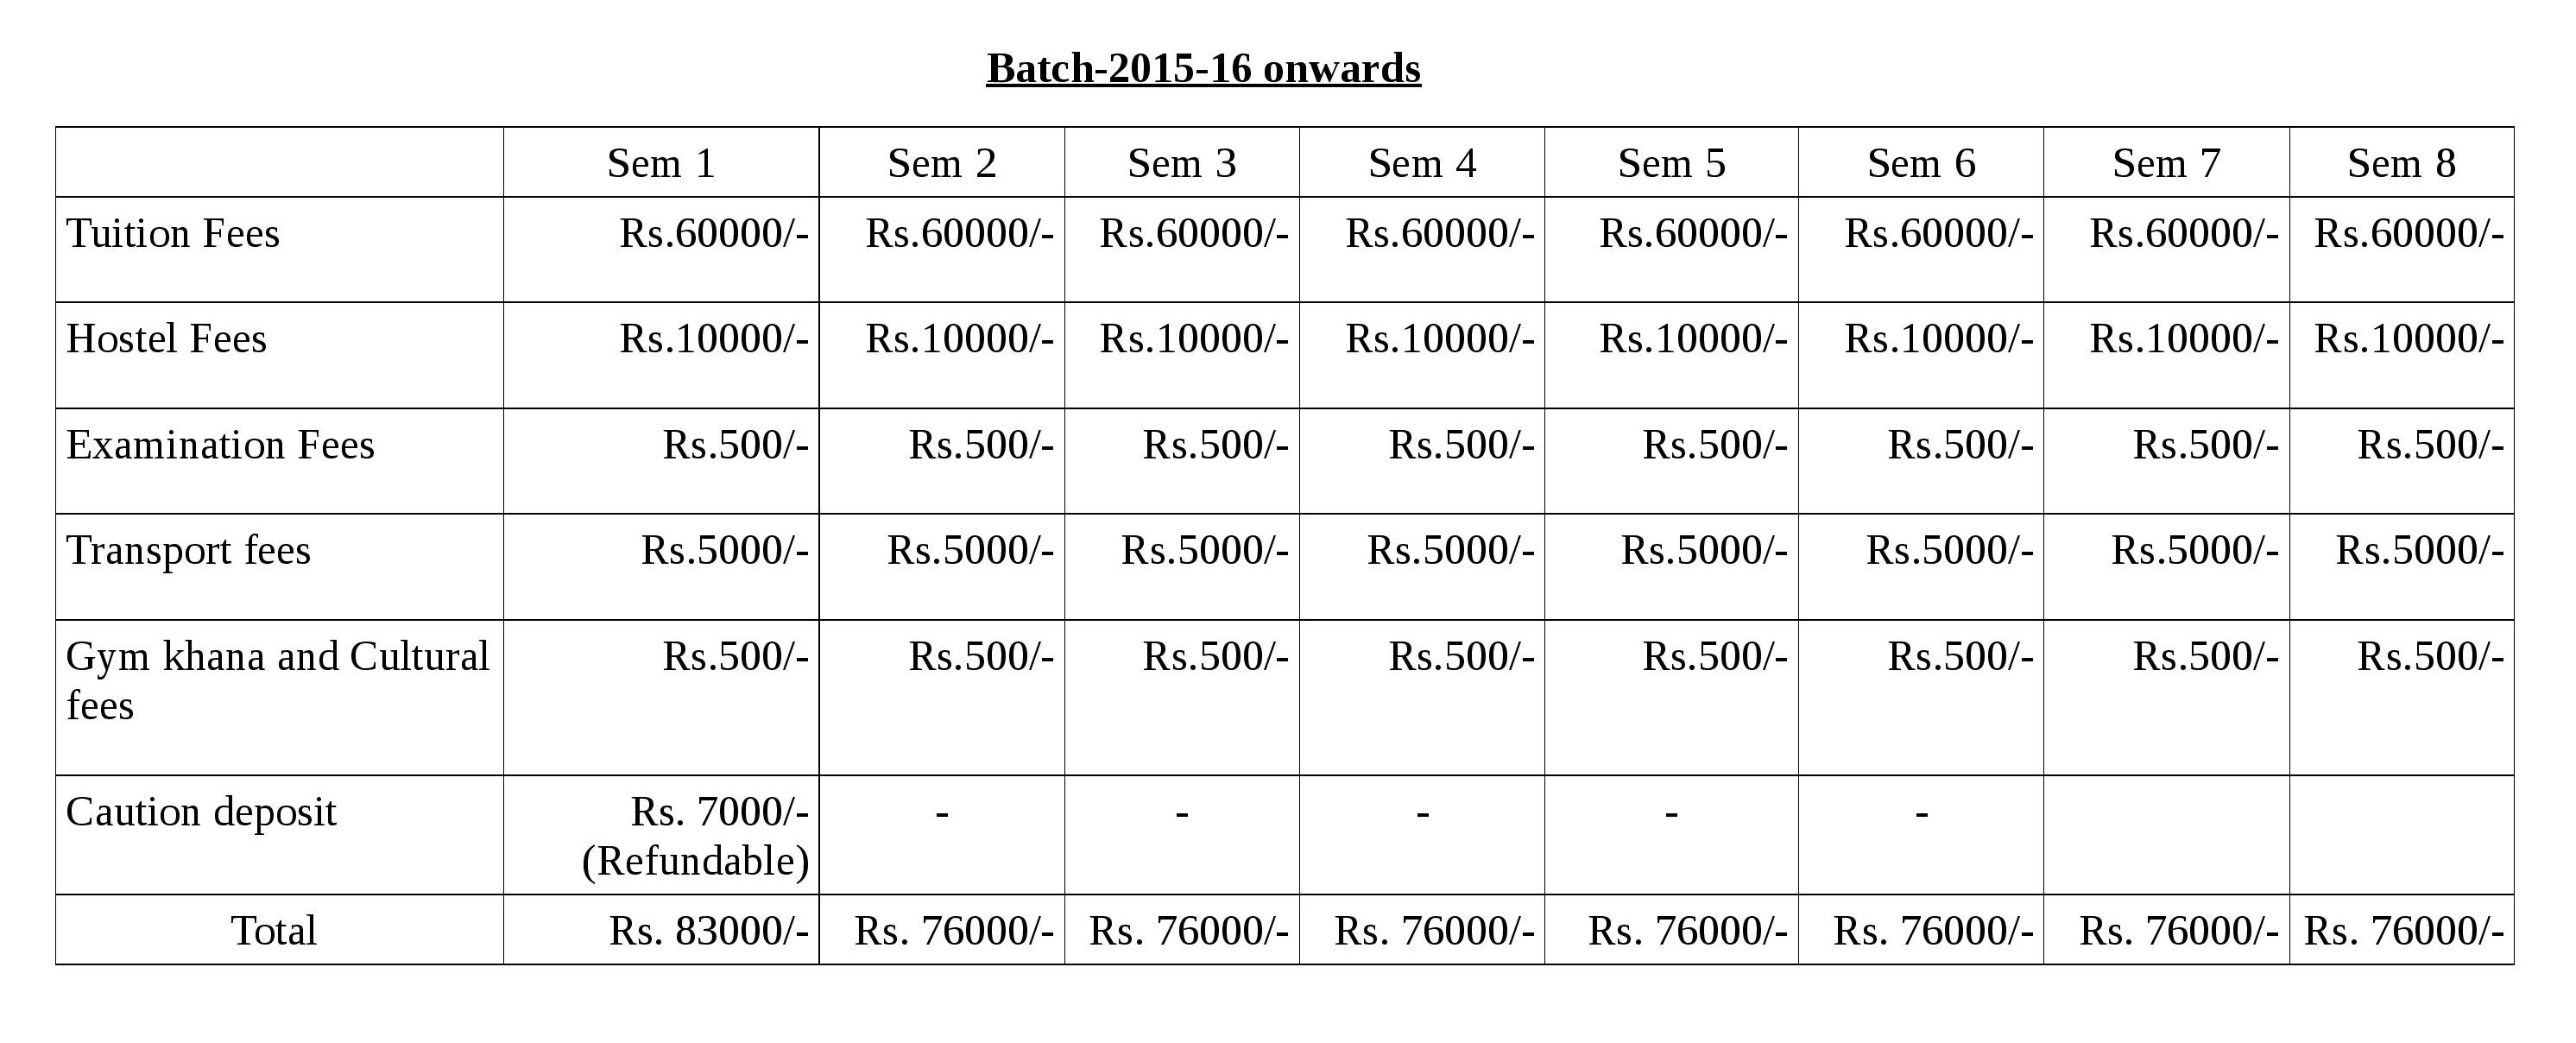 Batch-2015-16 onwards
Sem 1 Sem 2 Sem 3 Sem 4 Sem 5 Sem 6 Sem 7 Sem 8
Tuition Fees Rs.60000/- Rs.60000/- Rs.60000/- Rs.60000/- Rs.60000/- Rs.60000/- Rs.60000/- Rs.60000/-
Hostel Fees Rs.10000/- Rs.10000/- Rs.10000/- Rs.10000/- Rs.10000/- Rs.10000/- Rs.10000/- Rs.10000/-
Examination Fees Rs.500/- Rs.500/- Rs.500/- Rs.500/- Rs.500/- Rs.500/- Rs.500/- Rs.500/-
Transport fees Rs.5000/- Rs.5000/- Rs.5000/- Rs.5000/- Rs.5000/- Rs.5000/- Rs.5000/- Rs.5000/-
Gym khana and Cultural Rs.500/- Rs.500/- Rs.500/- Rs.500/- Rs.500/- Rs.500/- Rs.500/- Rs.500/-
fees
Caution deposit Rs. 7000/- - - - - -
(Refundable)
Total Rs. 83000/- Rs. 76000/- Rs. 76000/- Rs. 76000/- Rs. 76000/- Rs. 76000/- Rs. 76000/- Rs. 76000/-